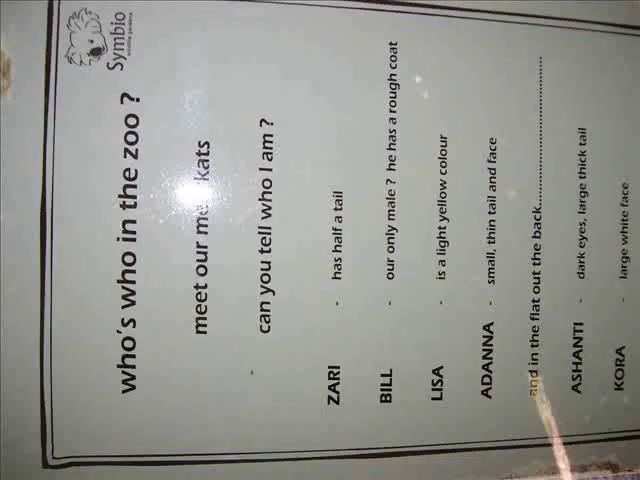 Symbio
wildlife gardens
who's who in the zoo ?
meet our kats
can you tell who I am ?
ZARI - has half a tail
BILL - our only male ? he has a rough coat
LISA - is a light yellow colour
ADANNA - small, thin tail and face
and in the flat out the back..................................................
ASHANTI - dark eyes, large thick tail
KORA - large white face